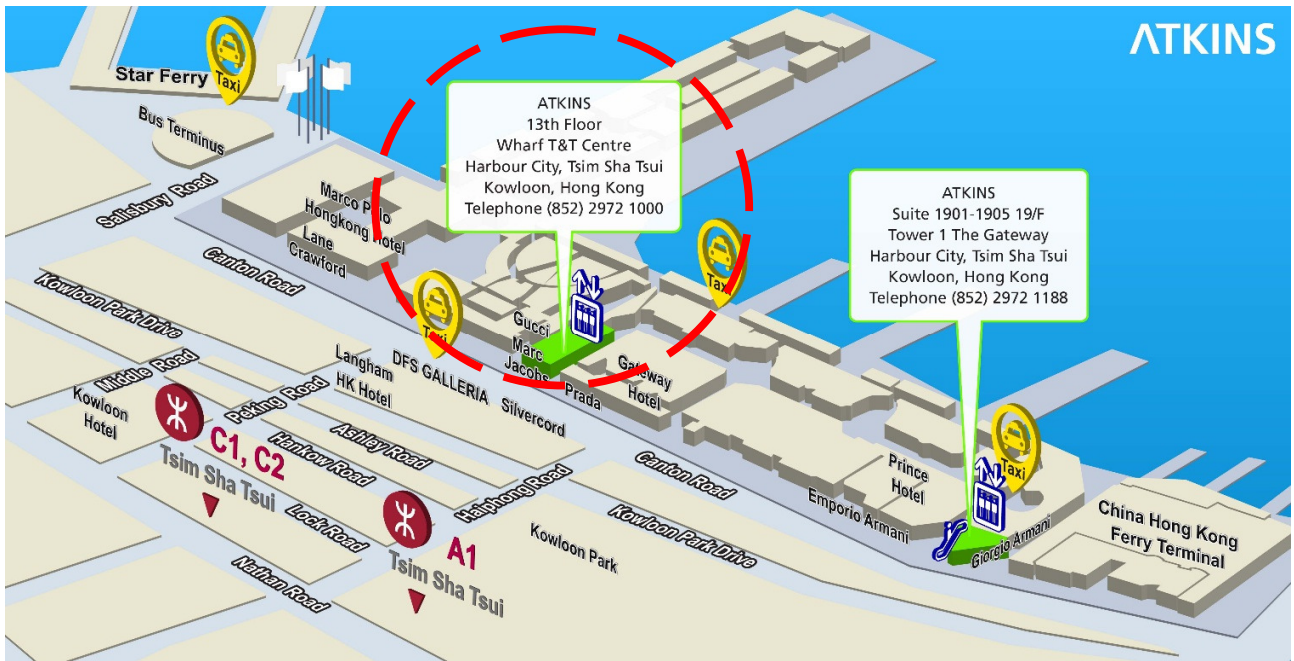 ATKINS
Star Ferry
Taxi
Bus Terminus
Salisbury Road
ATKINS
13th Floor
Wharf T&T Centre
Harbour City, Tsim Sha Tsui
Kowloon, Hong Kong
Telephone (852) 2972 1000
ATKINS
Suite 1901-1905 19/F
Tower 1 The Gateway
Harbour City, Tsim Sha Tsui
Kowloon, Hong Kong
Telephone (852) 2972 1188
Marco Polo
Hongkong Hotel
Lane
Crawford
Canton Road
Kowloon Park Drive
Taxi
Taxi
Gucci
Marc
Jacobs
Prada
Gateway
Hotel
Middle Road
Peking Road
Langham
HK Hotel
DFS GALLERIA
Silvercord
Kowloon
Hotel
C1, C2
Tsim Sha Tsui
Hankow Road
Ashley Road
Lock Road
Haiphong Road
Nathan Road
A1
Tsim Sha Tsui
Kowloon Park
Canton Road
Kowloon Park Drive
Prince
Hotel
Taxi
Emporio Armani
Giorgio Armani
China Hong Kong
Ferry Terminal